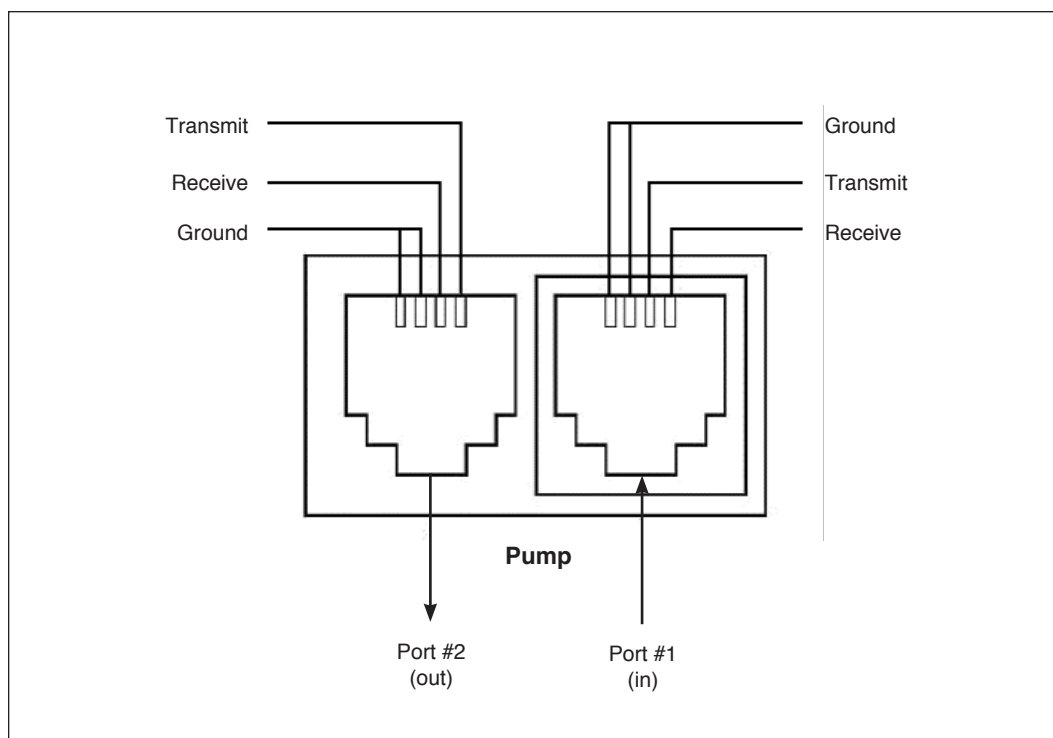 Transmit
Receive
Ground
Ground
Transmit
Receive
Pump
Port #2
(out)
Port #1
(in)